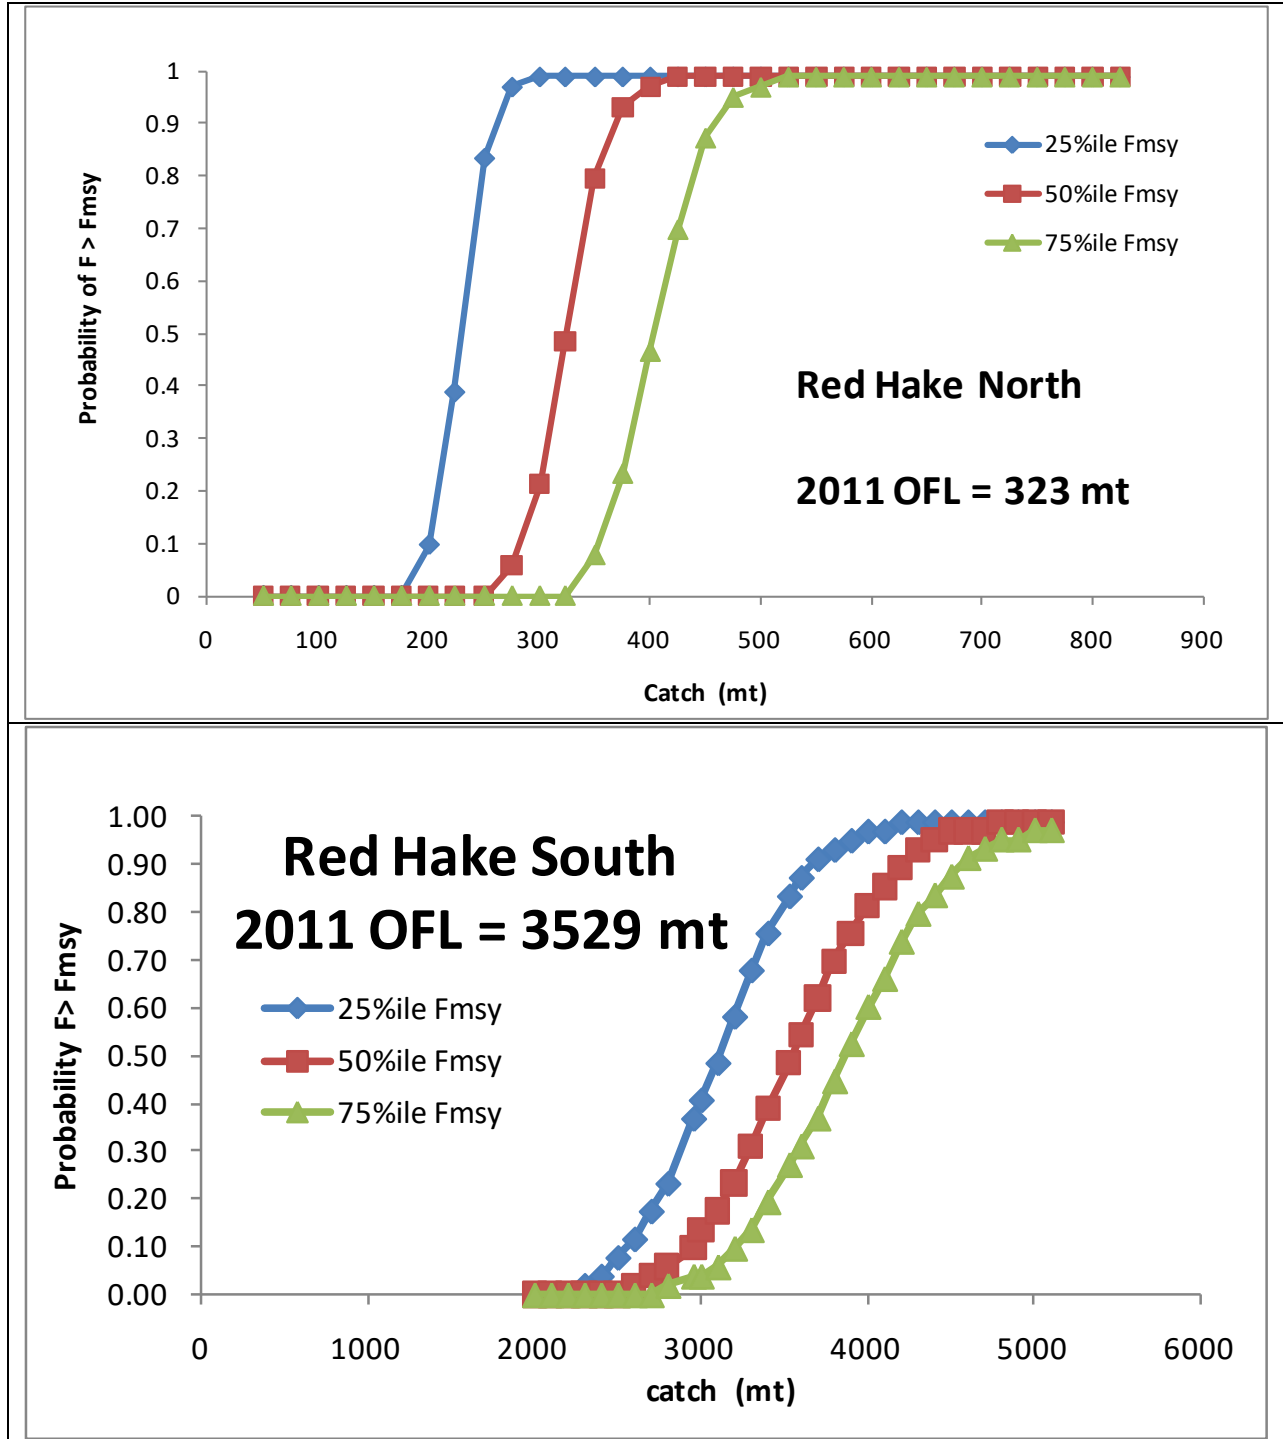 1
0.9
0.8
0.7
0.6
0.5
0.4
0.3
0.2
0.1
0
Probability of F > Fmsy
25%ile Fmsy
50%ile Fmsy
75%ile Fmsy
Red Hake North
2011 OFL = 323 mt
0 100 200 300 400 500 600 700 800 900
Catch (mt)
1.00
0.90
0.80
0.70
0.60
0.50
0.40
0.30
0.20
0.10
0.00
Probability F> Fmsy
Red Hake South
2011 OFL = 3529 mt
25%ile Fmsy
50%ile Fmsy
75%ile Fmsy
0 1000 2000 3000 4000 5000 6000
catch (mt)